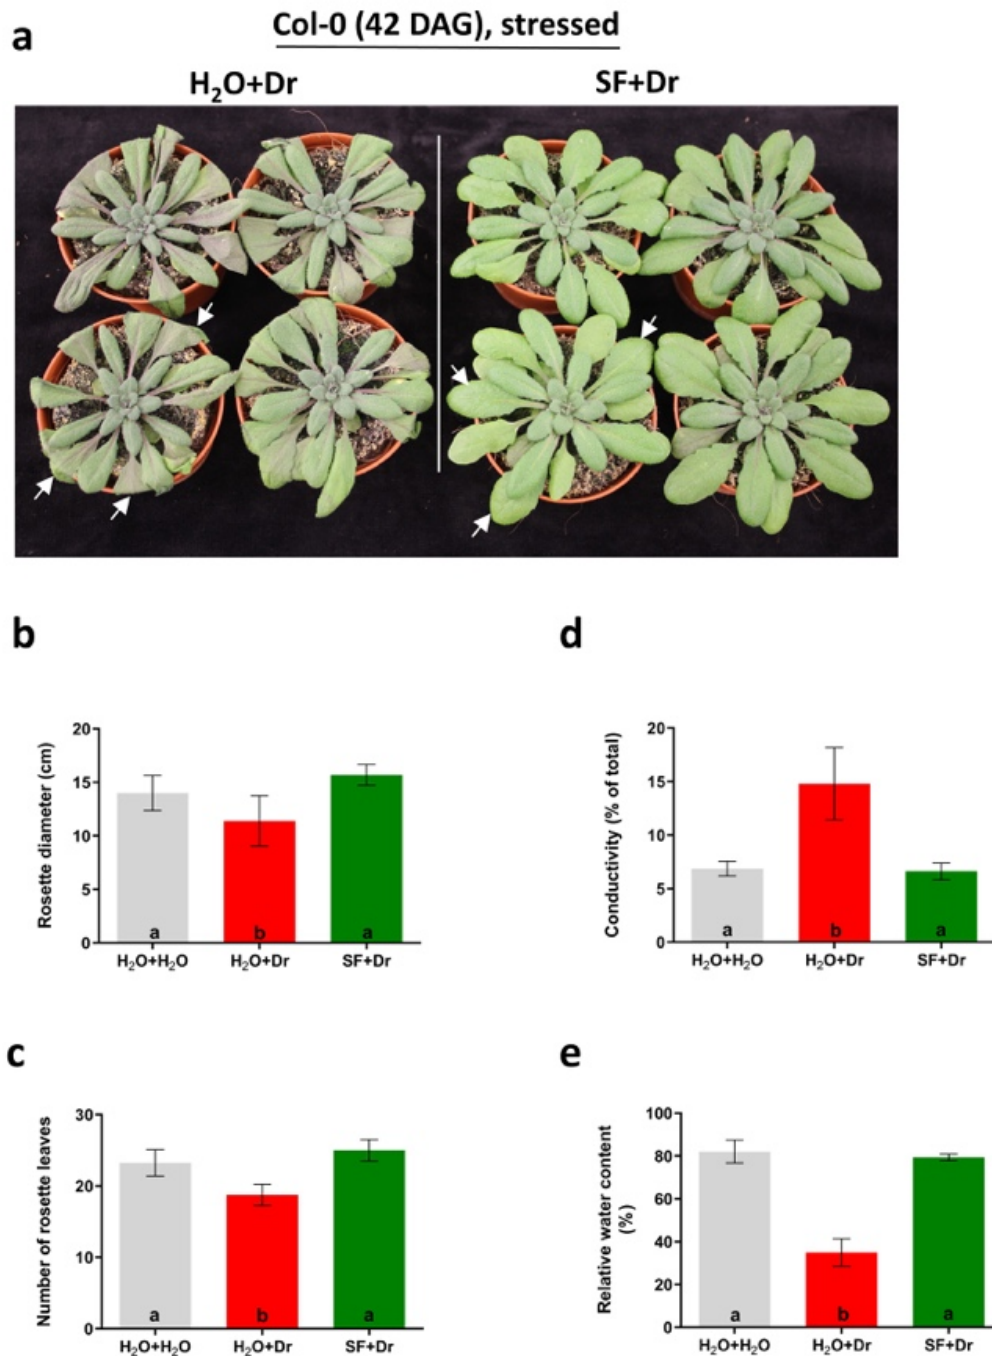 a
Col-0 (42 DAG), stressed
H₂O+Dr
SF+Dr
b
Rosette diameter (cm)
20
15
10
5
0
a
b
a
H₂O+H₂O
H₂O+Dr
SF+Dr
d
Conductivity (% of total)
20
15
10
5
0
a
b
a
H₂O+H₂O
H₂O+Dr
SF+Dr
c
Number of rosette leaves
30
20
10
0
a
b
a
H₂O+H₂O
H₂O+Dr
SF+Dr
e
Relative water content
(%)
100
80
60
40
20
0
a
b
a
H₂O+H₂O
H₂O+Dr
SF+Dr